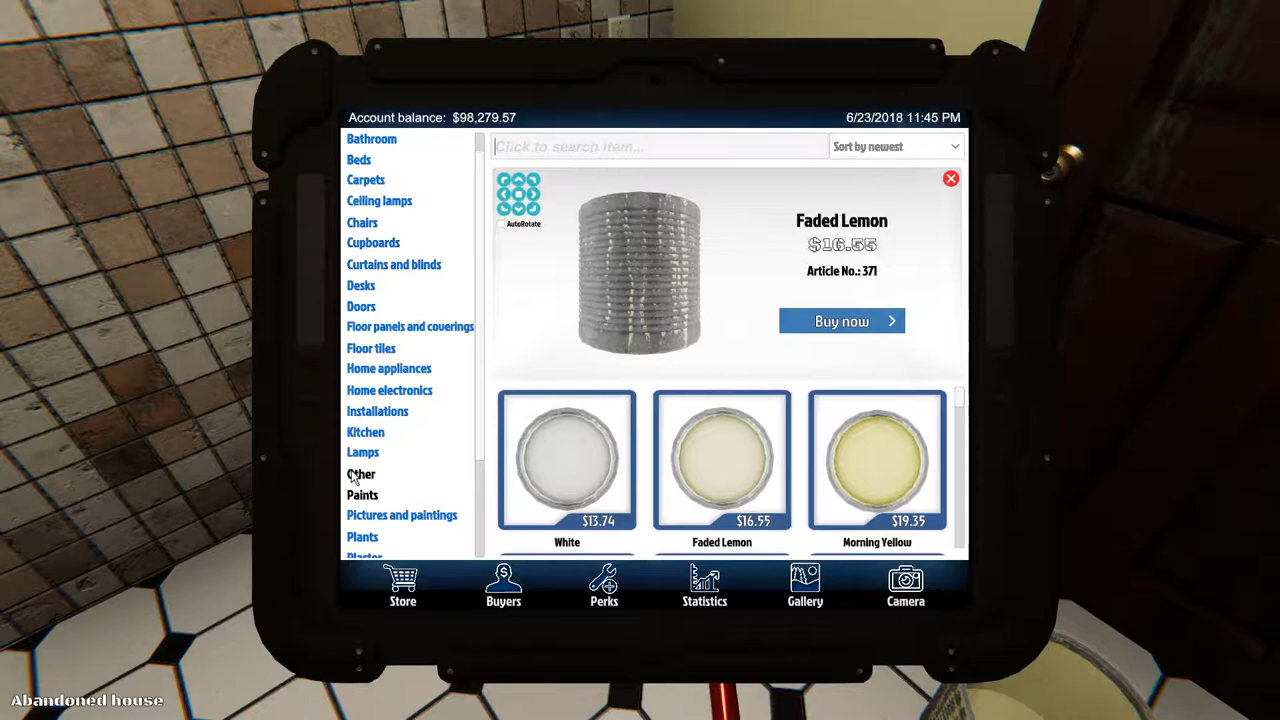 Account balance: $98,279.57
6/23/2018 11:45 PM
Bathroom
Beds
Carpets
Ceiling lamps
Chairs
Cupboards
Curtains and blinds
Desks
Doors
Floor panels and coverings
Floor tiles
Home appliances
Home electronics
Installations
Kitchen
Lamps
Other
Paints
Pictures and paintings
Plants
Plaster
Click to search item...
Sort by newest
AutoRotate
Faded Lemon
$16.55
Article No.: 371
Buy now
$13.74
$16.55
$19.35
White
Faded Lemon
Morning Yellow
Store
Buyers
Perks
Statistics
Gallery
Camera
Abandoned house